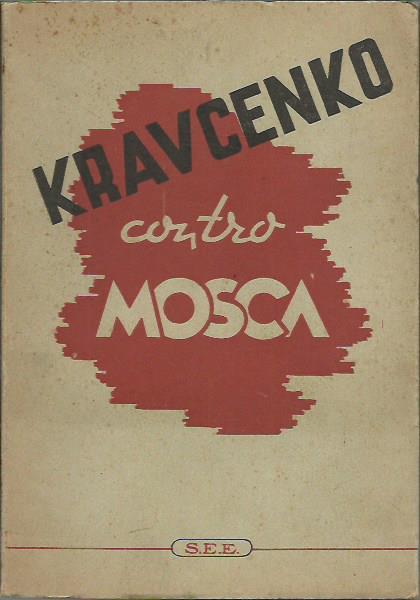 KRAVCENKO
contro
MOSCA
S.E.E.